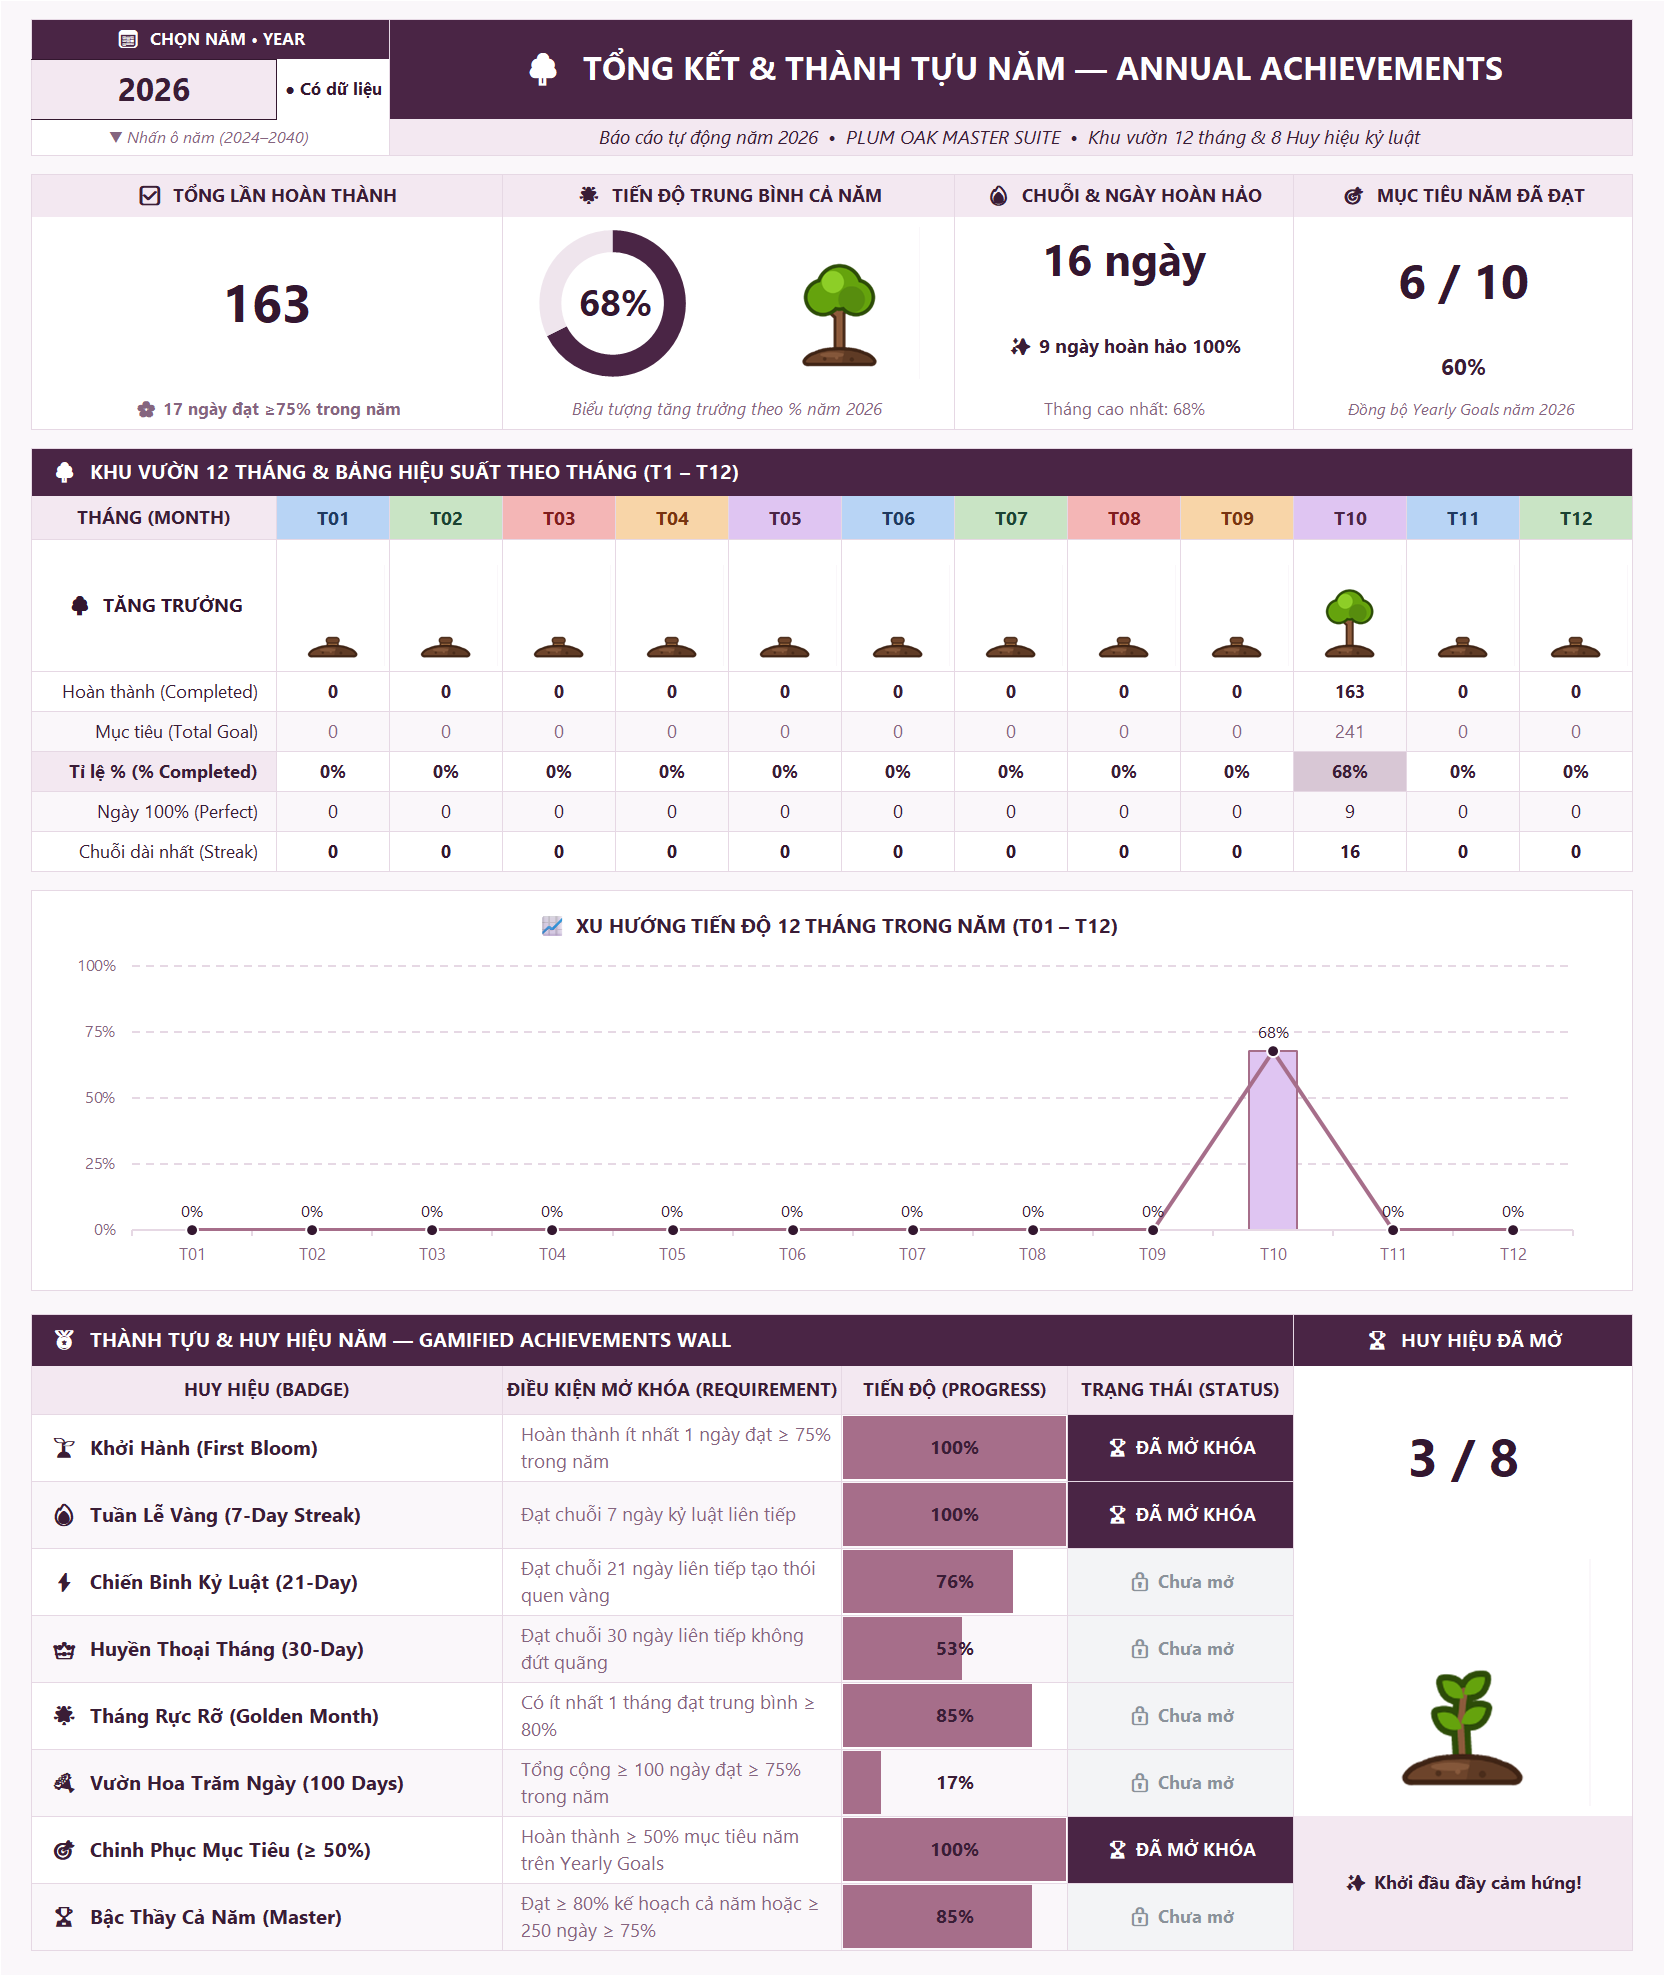 CHỌN NĂM • YEAR
2026
• Có dữ liệu
▼ Nhấn ô năm (2024–2040)
TỔNG KẾT & THÀNH TỰU NĂM — ANNUAL ACHIEVEMENTS
Báo cáo tự động năm 2026 • PLUM OAK MASTER SUITE • Khu vườn 12 tháng & 8 Huy hiệu kỷ luật
TỔNG LẦN HOÀN THÀNH
163
17 ngày đạt ≥75% trong năm
TIẾN ĐỘ TRUNG BÌNH CẢ NĂM
68%
Biểu tượng tăng trưởng theo % năm 2026
CHUỖI & NGÀY HOÀN HẢO
16 ngày
9 ngày hoàn hảo 100%
Tháng cao nhất: 68%
MỤC TIÊU NĂM ĐÃ ĐẠT
6 / 10
60%
Đồng bộ Yearly Goals năm 2026
KHU VƯỜN 12 THÁNG & BẢNG HIỆU SUẤT THEO THÁNG (T1 – T12)
THÁNG (MONTH) T01 T02 T03 T04 T05 T06 T07 T08 T09 T10 T11 T12
TĂNG TRƯỞNG
Hoàn thành (Completed) 0 0 0 0 0 0 0 0 0 163 0 0
Mục tiêu (Total Goal) 0 0 0 0 0 0 0 0 0 241 0 0
Tỉ lệ % (% Completed) 0% 0% 0% 0% 0% 0% 0% 0% 0% 68% 0% 0%
Ngày 100% (Perfect) 0 0 0 0 0 0 0 0 0 9 0 0
Chuỗi dài nhất (Streak) 0 0 0 0 0 0 0 0 0 16 0 0
XU HƯỚNG TIẾN ĐỘ 12 THÁNG TRONG NĂM (T01 – T12)
100%
75%
68%
50%
25%
0% 0% 0% 0% 0% 0% 0% 0% 0% 0% 0%
0%
T01 T02 T03 T04 T05 T06 T07 T08 T09 T10 T11 T12
THÀNH TỰU & HUY HIỆU NĂM — GAMIFIED ACHIEVEMENTS WALL
HUY HIỆU (BADGE) ĐIỀU KIỆN MỞ KHÓA (REQUIREMENT) TIẾN ĐỘ (PROGRESS) TRẠNG THÁI (STATUS)
Khởi Hành (First Bloom)
Hoàn thành ít nhất 1 ngày đạt ≥ 75%
trong năm
100%
ĐÃ MỞ KHÓA
Tuần Lễ Vàng (7-Day Streak)
Đạt chuỗi 7 ngày kỷ luật liên tiếp
100%
ĐÃ MỞ KHÓA
Chiến Binh Kỷ Luật (21-Day)
Đạt chuỗi 21 ngày liên tiếp tạo thói
quen vàng
76%
Chưa mở
Huyền Thoại Tháng (30-Day)
Đạt chuỗi 30 ngày liên tiếp không
đứt quãng
53%
Chưa mở
Tháng Rực Rỡ (Golden Month)
Có ít nhất 1 tháng đạt trung bình ≥
80%
85%
Chưa mở
Vườn Hoa Trăm Ngày (100 Days)
Tổng cộng ≥ 100 ngày đạt ≥ 75%
trong năm
17%
Chưa mở
Chinh Phục Mục Tiêu (≥ 50%)
Hoàn thành ≥ 50% mục tiêu năm
trên Yearly Goals
100%
ĐÃ MỞ KHÓA
Bậc Thầy Cả Năm (Master)
Đạt ≥ 80% kế hoạch cả năm hoặc ≥
250 ngày ≥ 75%
85%
Chưa mở
HUY HIỆU ĐÃ MỞ
3 / 8
Khởi đầu đầy cảm hứng!